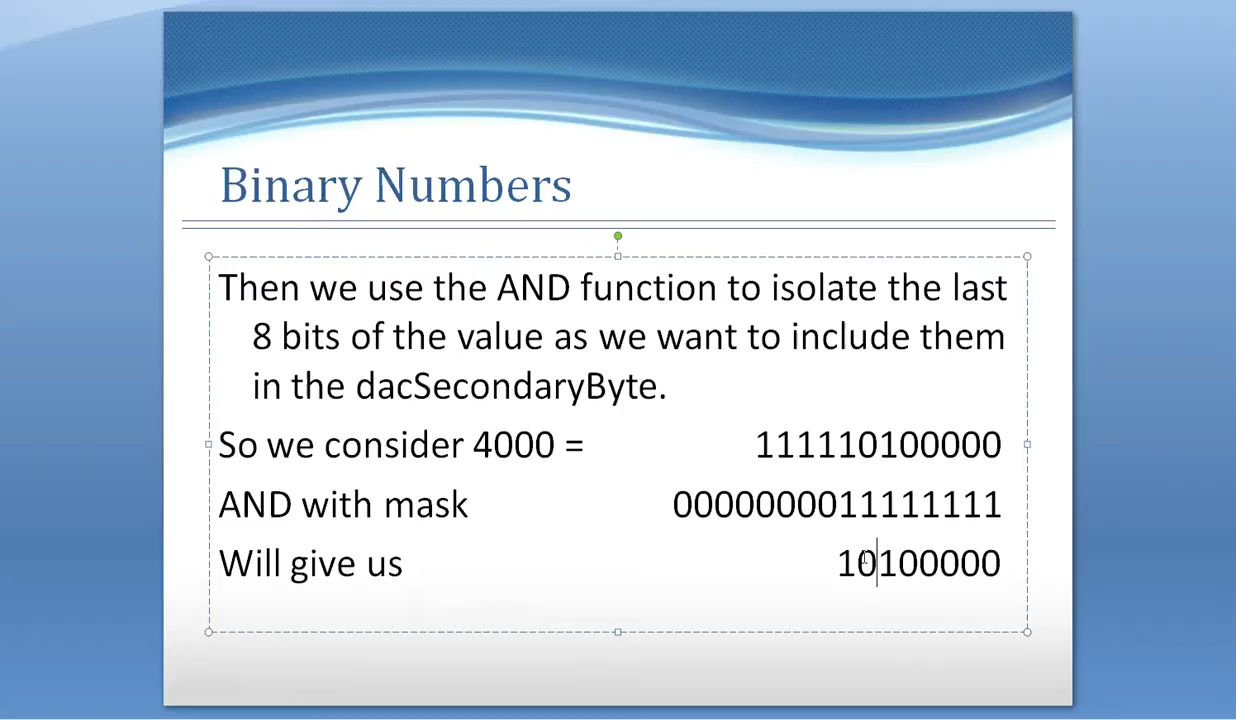 Binary Numbers
Then we use the AND function to isolate the last
8 bits of the value as we want to include them
in the dacSecondaryByte.
So we consider 4000 = 111110100000
AND with mask 0000000011111111
Will give us 10100000